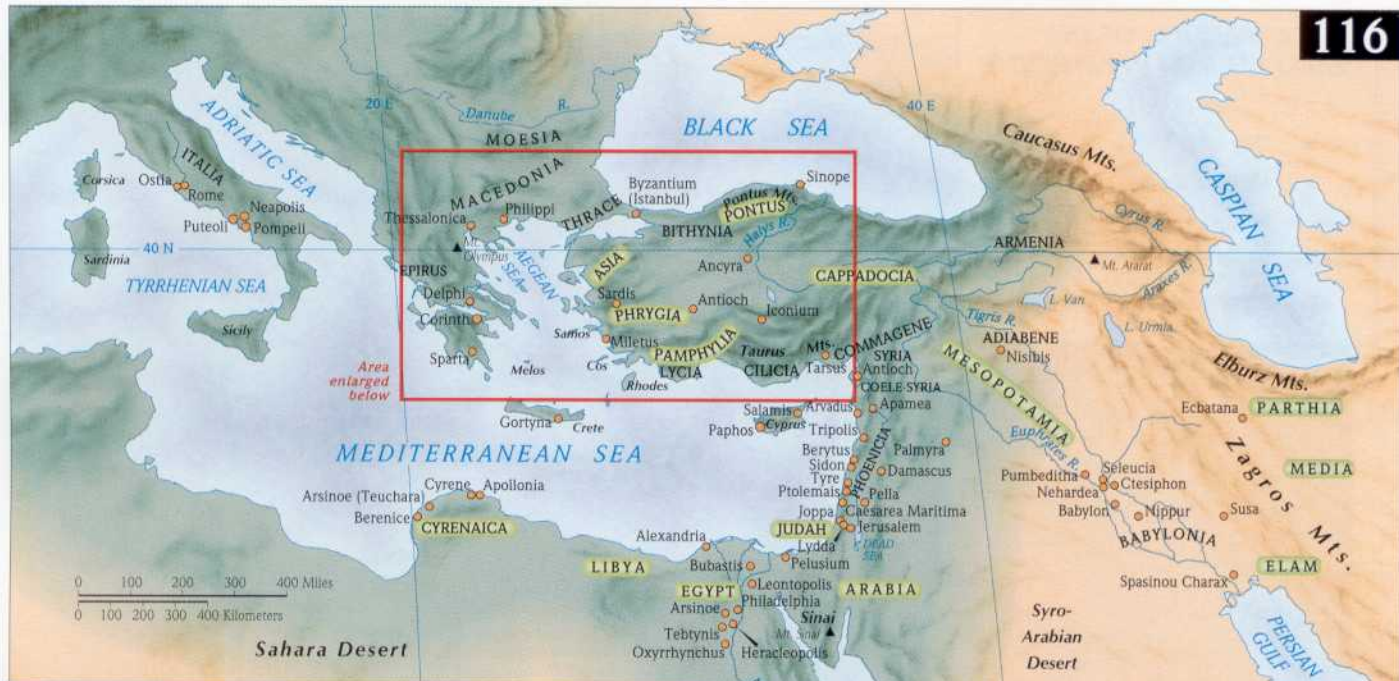 116
20 E
40 E
Danube R.
MOESIA
BLACK SEA
Caucasus Mts.
ADRIATIC SEA
ITALIA
Corsica
Ostia
Rome
MACEDONIA
Byzantium
(Istanbul)
Sinope
Pontus Mts.
PONTUS
CASPIAN
SEA
Neapolis
Puteoli
Pompeii
Thessalonica
Philippi
THRACE
BITHYNIA
Halys R.
Cyrus R.
40 N
Mt.
Olympus
ARMENIA
Mt. Ararat
Araxes R.
Sardinia
EPIRUS
AEGEAN
SEA
ASIA
Ancyra
CAPPADOCIA
TYRRHENIAN SEA
Delphi
Sardis
Antioch
L. Van
Corinth
PHRYGIA
Iconium
Tigris R.
L. Urmia
Sicily
Samos
Miletus
PAMPHYLIA
Taurus
Mts.
COMMAGENE
ADIABENE
Nisibis
Sparta
Melos
Cos
LYCIA
CILICIA
Tarsus
SYRIA
Antioch
MESOPOTAMIA
Elburz Mts.
Area
enlarged
below
Rhodes
COELE-SYRIA
Ecbatana
PARTHIA
Gortyna
Crete
Salamis
Arvadus
Apamea
Paphos
Cyprus
Tripolis
Euphrates R.
Zagros Mts.
MEDITERRANEAN SEA
PHOENICIA
Palmyra
Berytus
Sidon
Damascus
Tyre
Pumbeditha
Seleucia
MEDIA
Cyrene
Apollonia
Ptolemais
Pella
Nehardea
Ctesiphon
Arsinoe (Teuchara)
Berenice
CYRENAICA
Joppa
Caesarea Maritima
Babylon
Nippur
Susa
JUDAH
Jerusalem
BABYLONIA
Alexandria
Lydda
DEAD
SEA
LIBYA
Bubastis
Pelusium
Spasinou Charax
ELAM
0 100 200 300 400 Miles
0 100 200 300 400 Kilometers
EGYPT
Leontopolis
ARABIA
Arsinoe
Philadelphia
Sinai
Mt. Sinai
Syro-
Arabian
Desert
PERSIAN
GULF
Tebtynis
Oxyrrhynchus
Heracleopolis
Sahara Desert